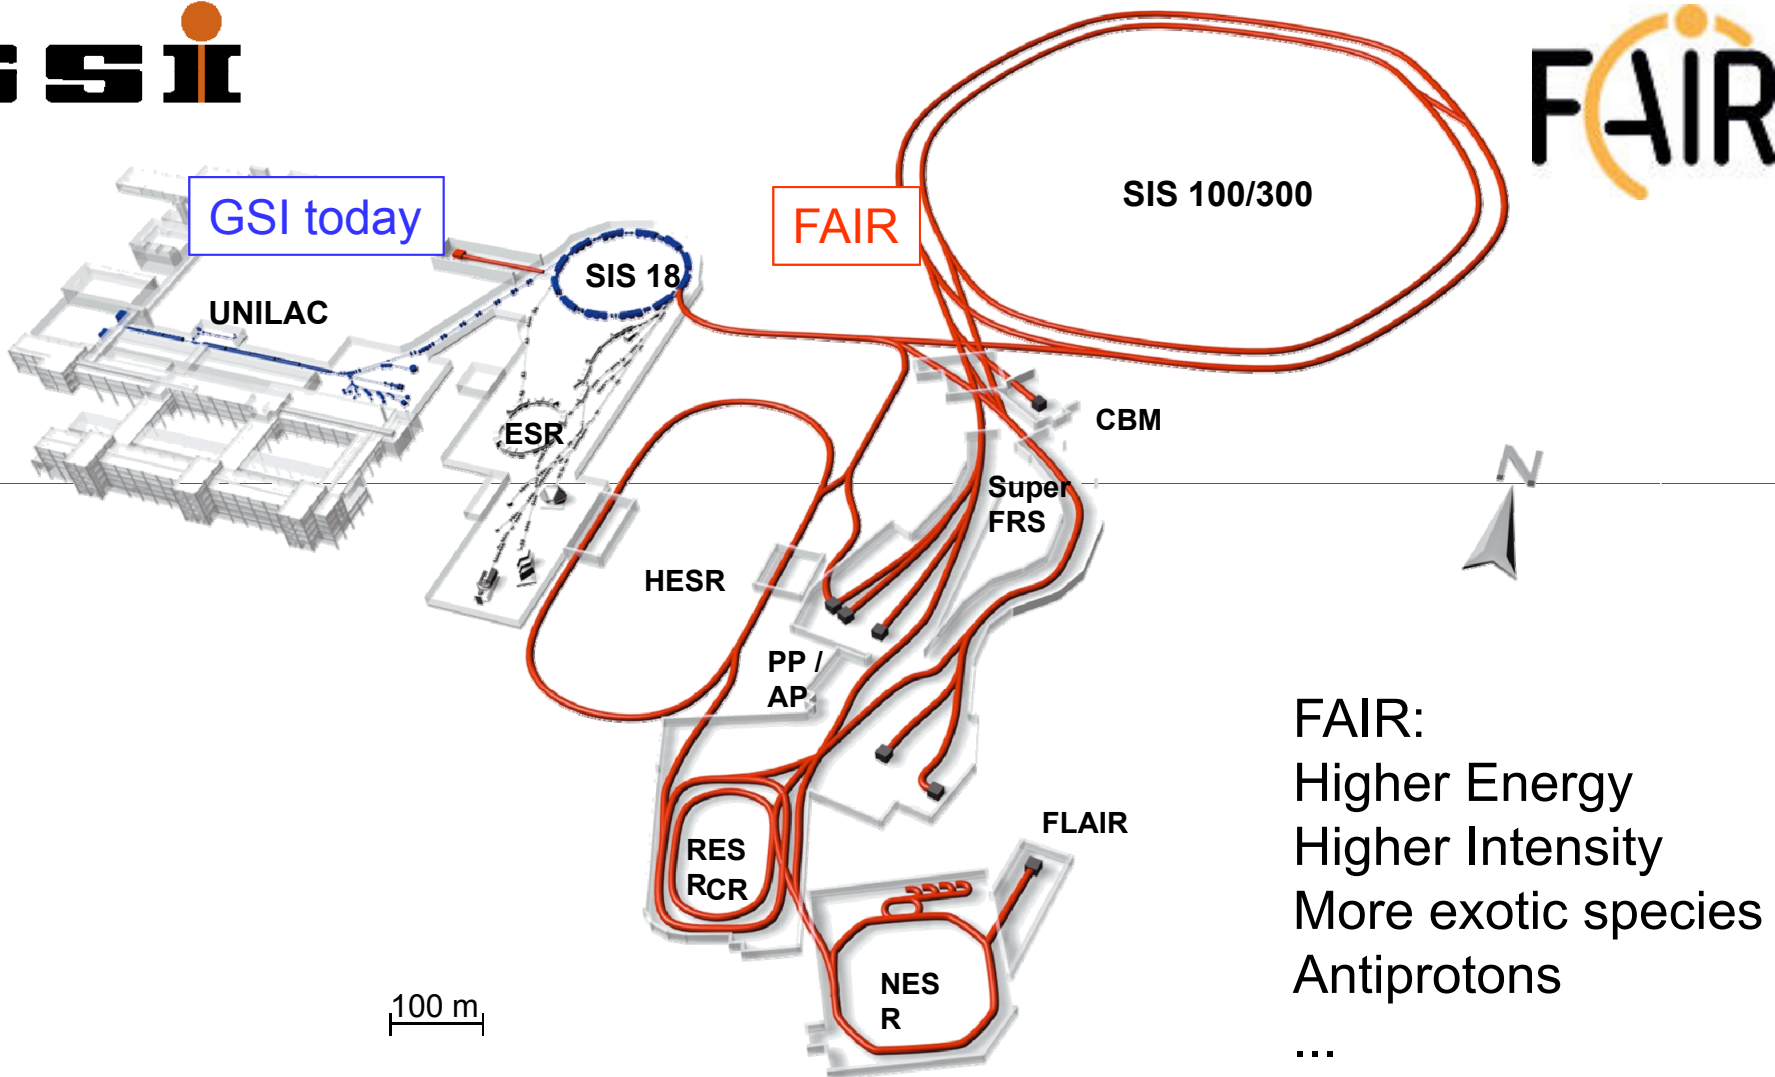 GSI
FAIR
GSI today
FAIR
SIS 100/300
SIS 18
UNILAC
ESR
CBM
N
Super
FRS
HESR
PP /
AP
FAIR:
Higher Energy
Higher Intensity
More exotic species
Antiprotons
...
FLAIR
RES
R
CR
NES
R
100 m